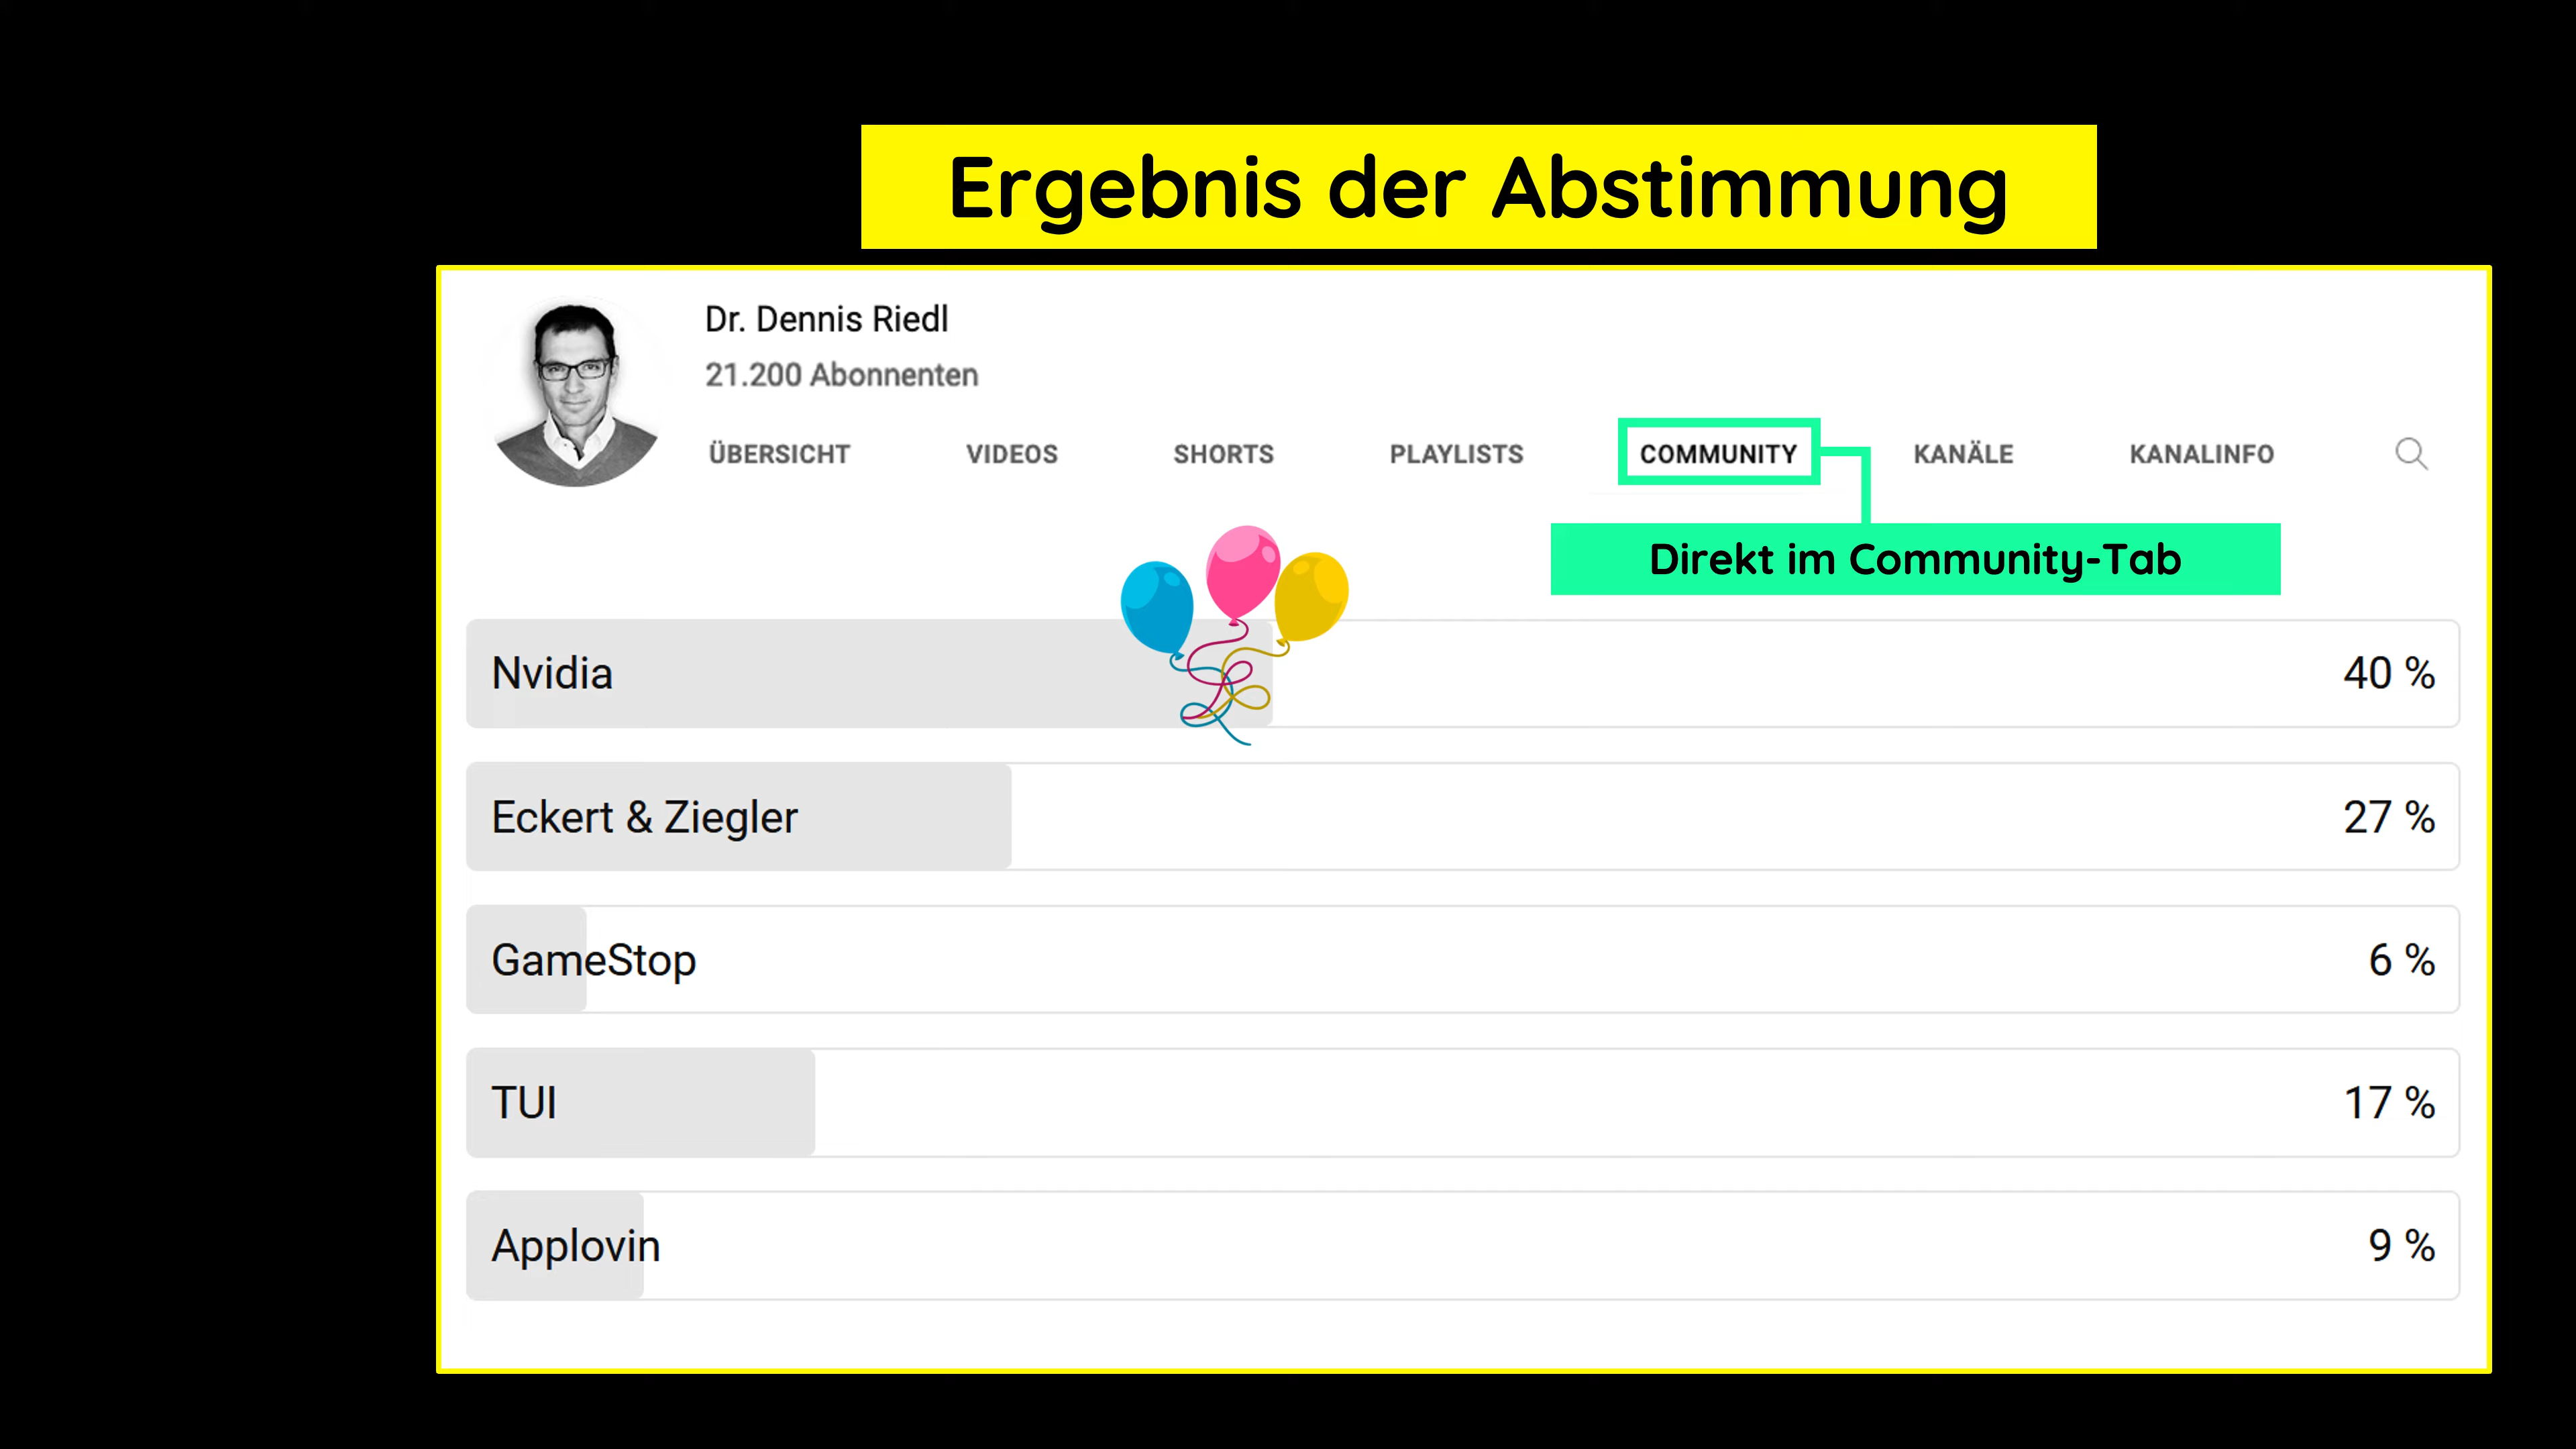 Ergebnis der Abstimmung
Dr. Dennis Riedl
21.200 Abonnenten
ÜBERSICHT VIDEOS SHORTS PLAYLISTS COMMUNITY KANÄLE KANALINFO
Direkt im Community-Tab
Nvidia 40 %
Eckert & Ziegler 27 %
GameStop 6 %
TUI 17 %
Applovin 9 %